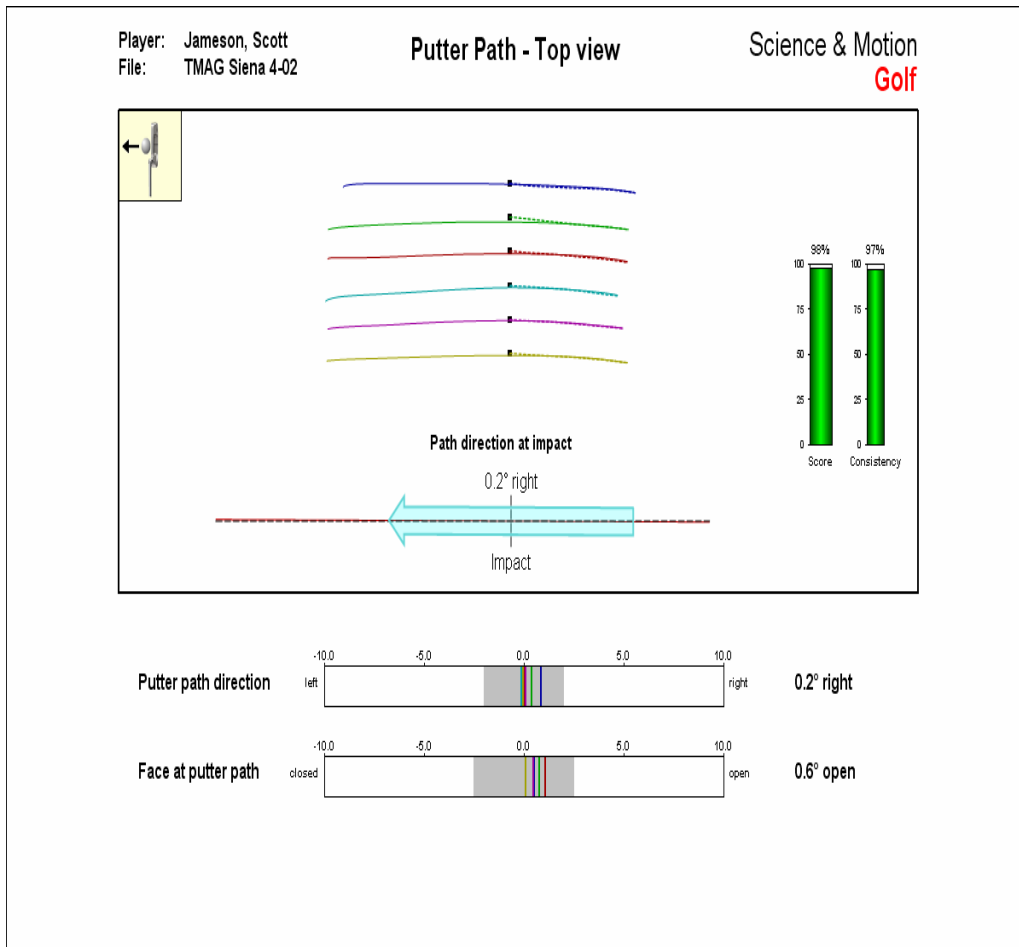 Player: Jameson, Scott
File: TMAG Siena 4-02
Putter Path - Top view
Science & Motion
Golf
98% 97%
100 100
75 75
50 50
25 25
0 0
Score Consistency
Path direction at impact
0.2° right
Impact
-10.0 -5.0 0.0 5.0 10.0
Putter path direction left right 0.2° right
-10.0 -5.0 0.0 5.0 10.0
Face at putter path closed open 0.6° open